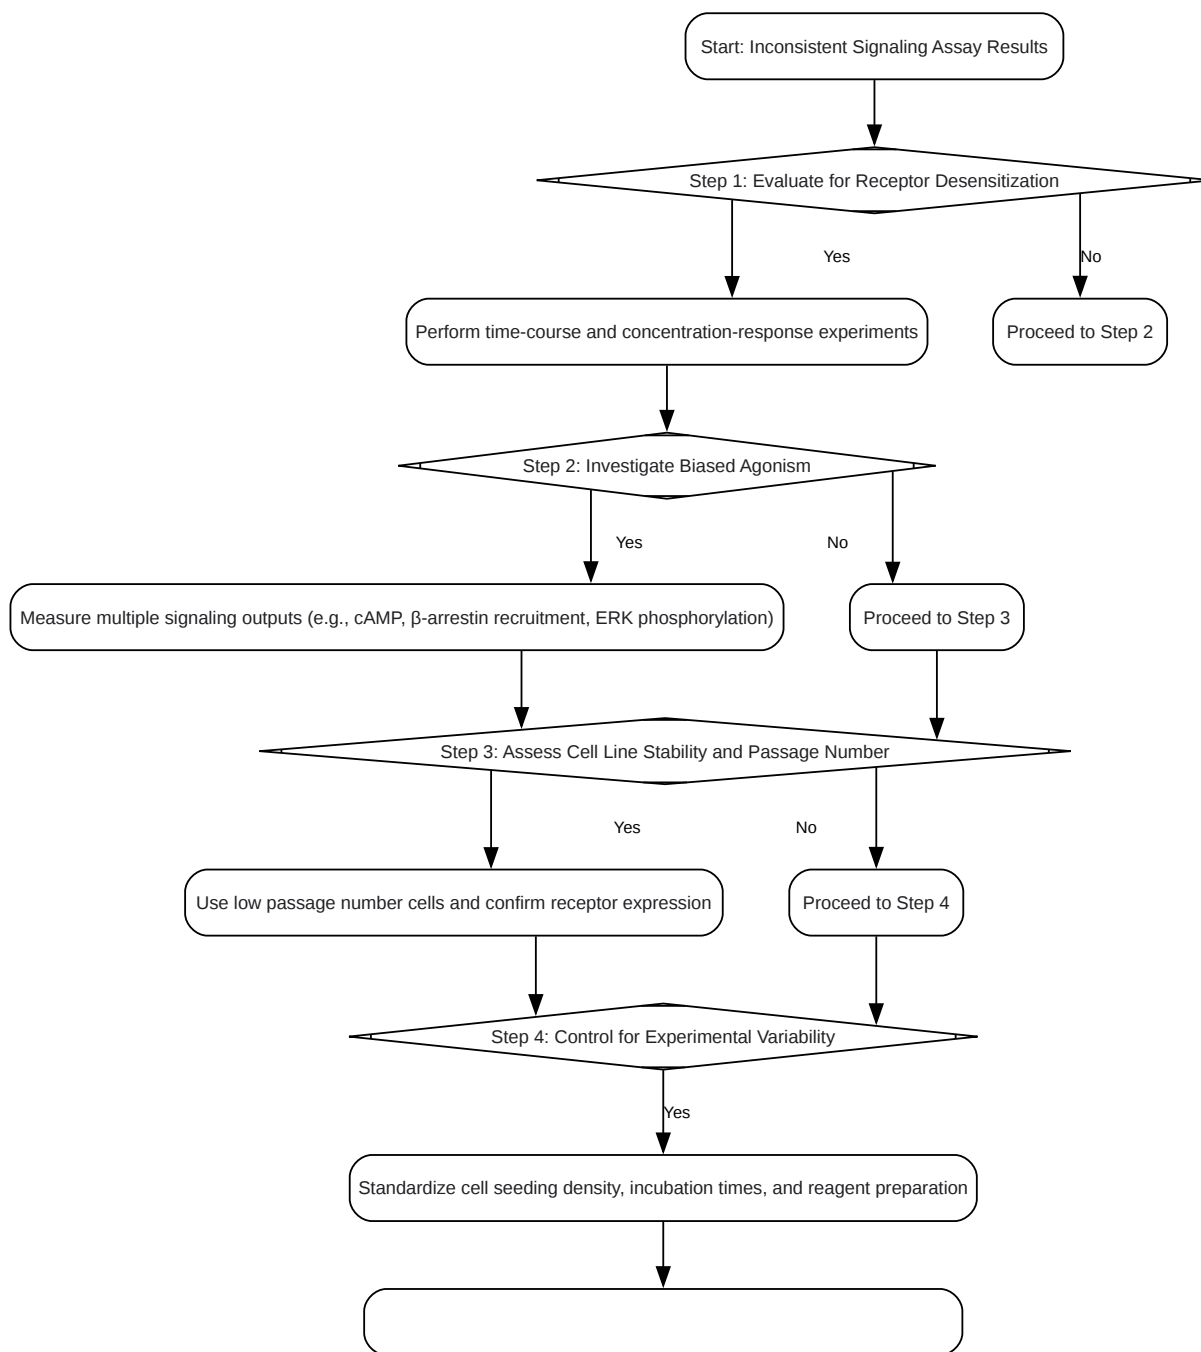 Start: Inconsistent Signaling Assay Results
Step 1: Evaluate for Receptor Desensitization
Yes
No
Perform time-course and concentration-response experiments
Proceed to Step 2
Step 2: Investigate Biased Agonism
Yes
No
Measure multiple signaling outputs (e.g., cAMP, β-arrestin recruitment, ERK phosphorylation)
Proceed to Step 3
Step 3: Assess Cell Line Stability and Passage Number
Yes
No
Use low passage number cells and confirm receptor expression
Proceed to Step 4
Step 4: Control for Experimental Variability
Yes
Standardize cell seeding density, incubation times, and reagent preparation